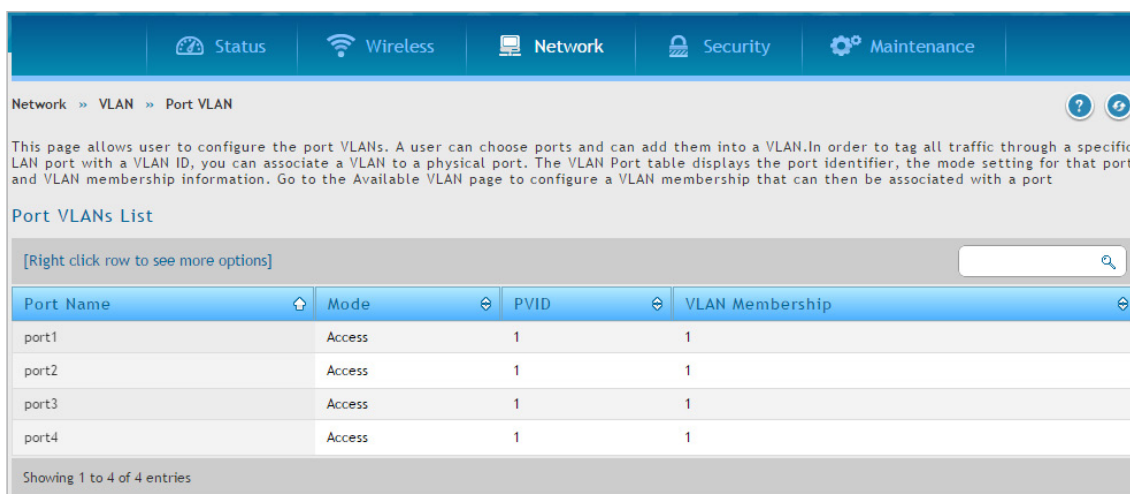 Status Wireless Network Security Maintenance
Network » VLAN » Port VLAN
This page allows user to configure the port VLANs. A user can choose ports and can add them into a VLAN.In order to tag all traffic through a specific
LAN port with a VLAN ID, you can associate a VLAN to a physical port. The VLAN Port table displays the port identifier, the mode setting for that port
and VLAN membership information. Go to the Available VLAN page to configure a VLAN membership that can then be associated with a port
Port VLANs List
[Right click row to see more options]
Port Name Mode PVID VLAN Membership
port1 Access 1 1
port2 Access 1 1
port3 Access 1 1
port4 Access 1 1
Showing 1 to 4 of 4 entries